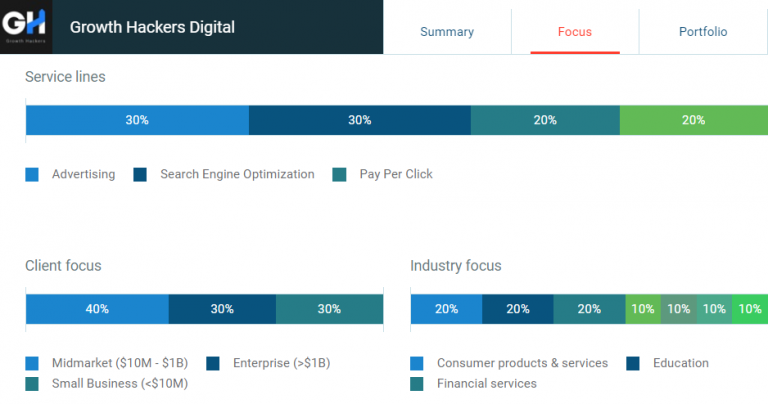 GH
Growth Hackers
Growth Hackers Digital
Summary
Focus
Portfolio
Service lines
30% 30% 20% 20%
Advertising Search Engine Optimization Pay Per Click
Client focus
40% 30% 30%
Midmarket ($10M - $1B) Enterprise (>$1B)
Small Business (<$10M)
Industry focus
20% 20% 20% 10% 10% 10% 10%
Consumer products & services Education
Financial services